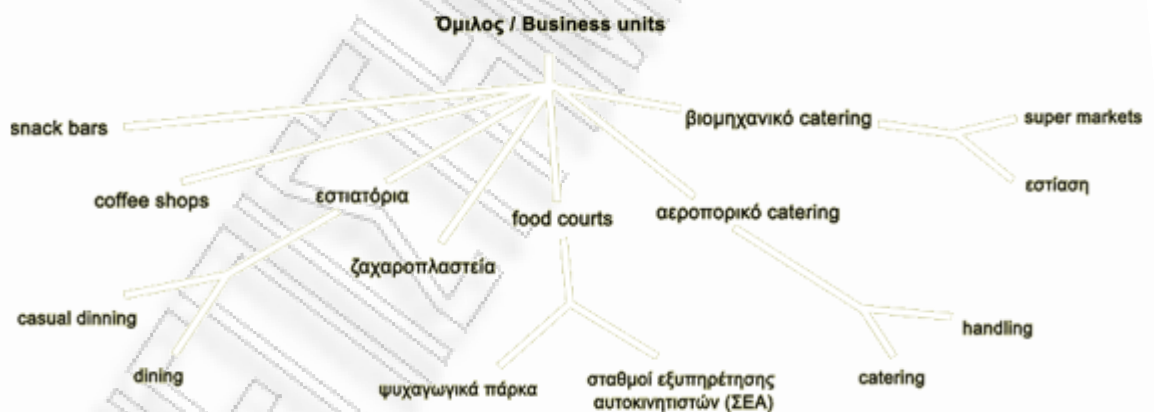 Όμιλος / Business units
snack bars
coffee shops
εστιατόρια
ζαχαροπλαστεία
food courts
αεροπορικό catering
βιομηχανικό catering
super markets
εστίαση
casual dinning
dining
ψυχαγωγικά πάρκα
σταθμοί εξυπηρέτησης
αυτοκινητιστών (ΣΕΑ)
catering
handling